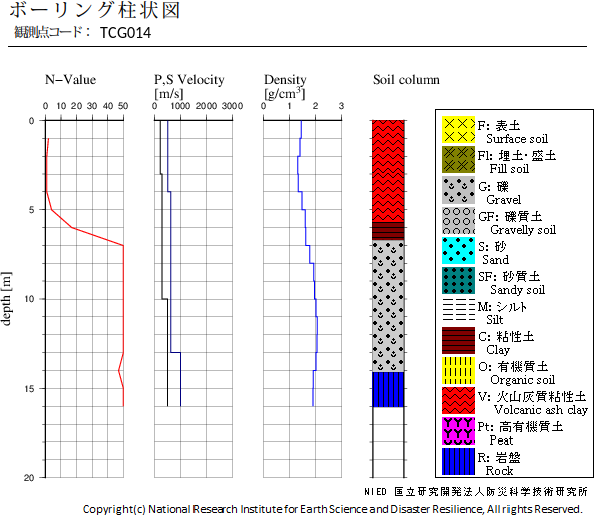 ボーリング柱状図
観測点コード： TCG014
N-Value
P,S Velocity
[m/s]
Density
[g/cm³]
Soil column
0 10 20 30 40 50
0 1000 2000 3000
0 1 2 3
0
5
10
15
20
depth [m]
F: 表土
Surface soil
Fl: 埋土・盛土
Fill soil
G: 礫
Gravel
GF: 礫質土
Gravelly soil
S: 砂
Sand
SF: 砂質土
Sandy soil
M: シルト
Silt
C: 粘性土
Clay
O: 有機質土
Organic soil
V: 火山灰質粘性土
Volcanic ash clay
Pt: 高有機質土
Peat
R: 岩盤
Rock
NIED 国立研究開発法人防災科学技術研究所
Copyright(c) National Research Institute for Earth Science and Disaster Resilience, All rights Reserved.